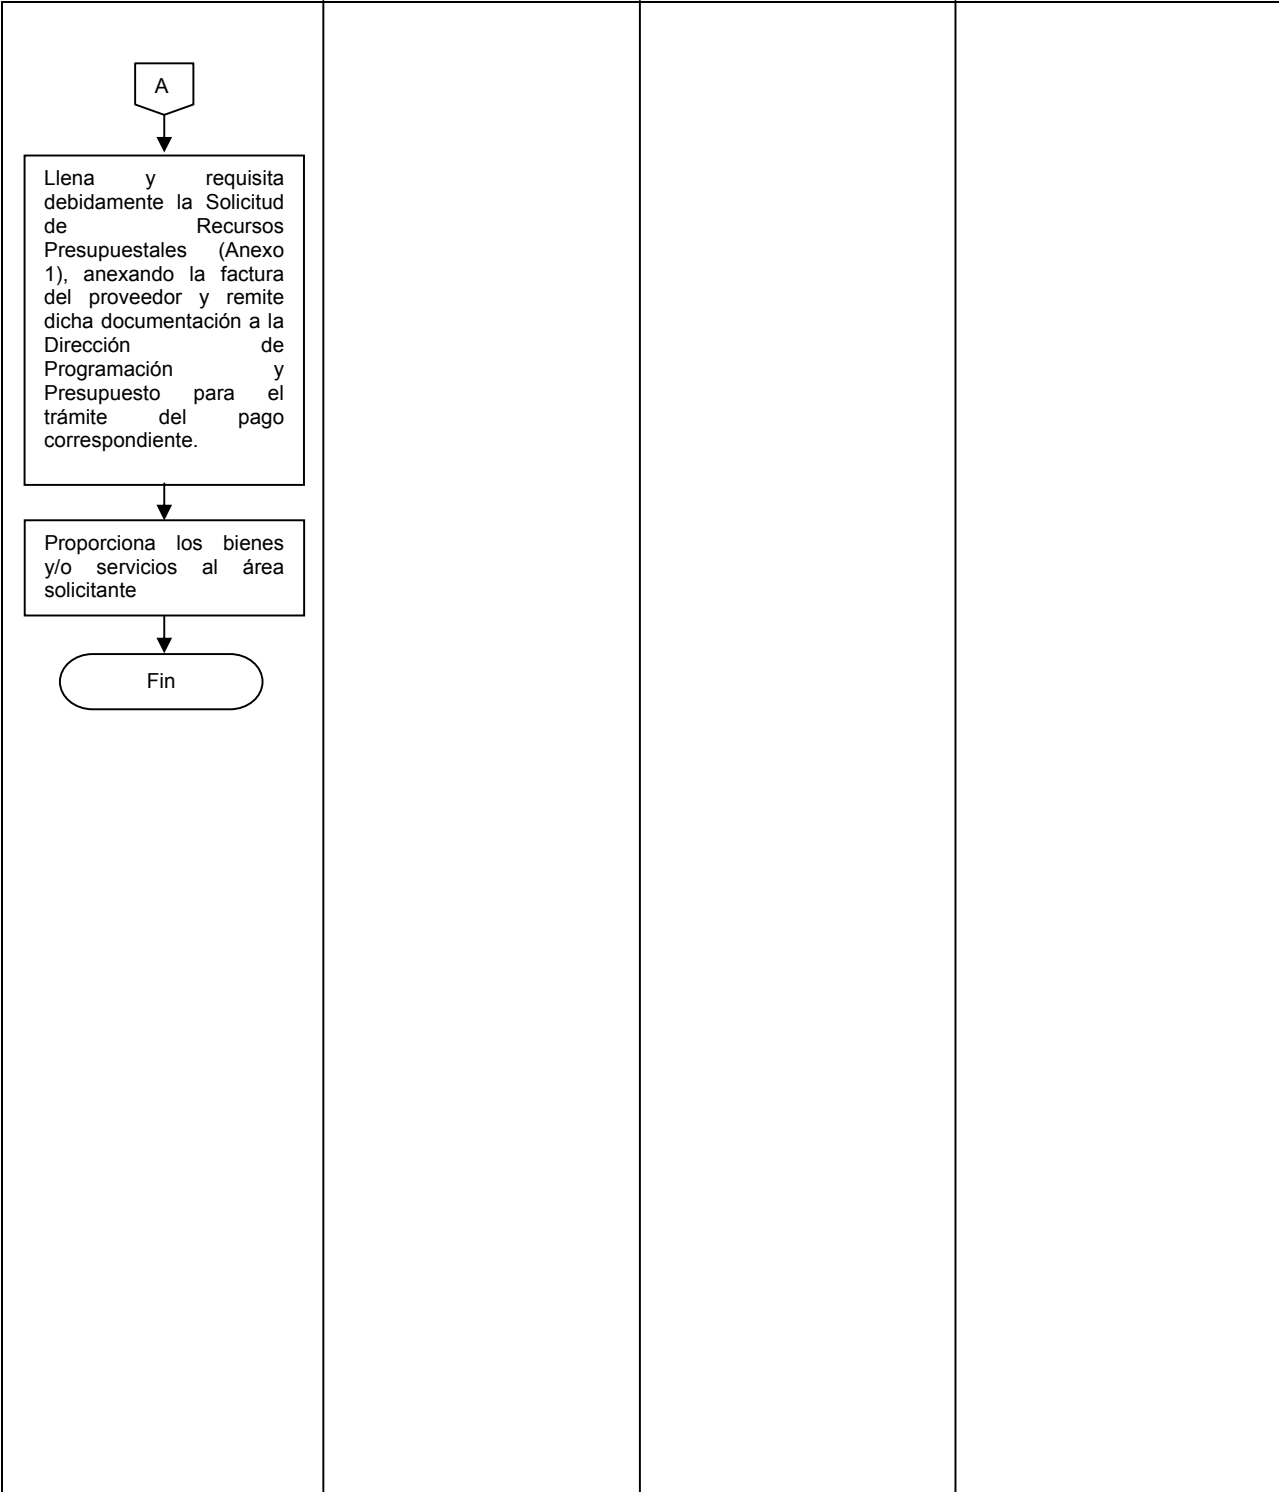 A
Llena y requisita
debidamente la Solicitud
de Recursos
Presupuestales (Anexo
1), anexando la factura
del proveedor y remite
dicha documentación a la
Dirección de
Programación y
Presupuesto para el
trámite del pago
correspondiente.
Proporciona los bienes
y/o servicios al área
solicitante
Fin